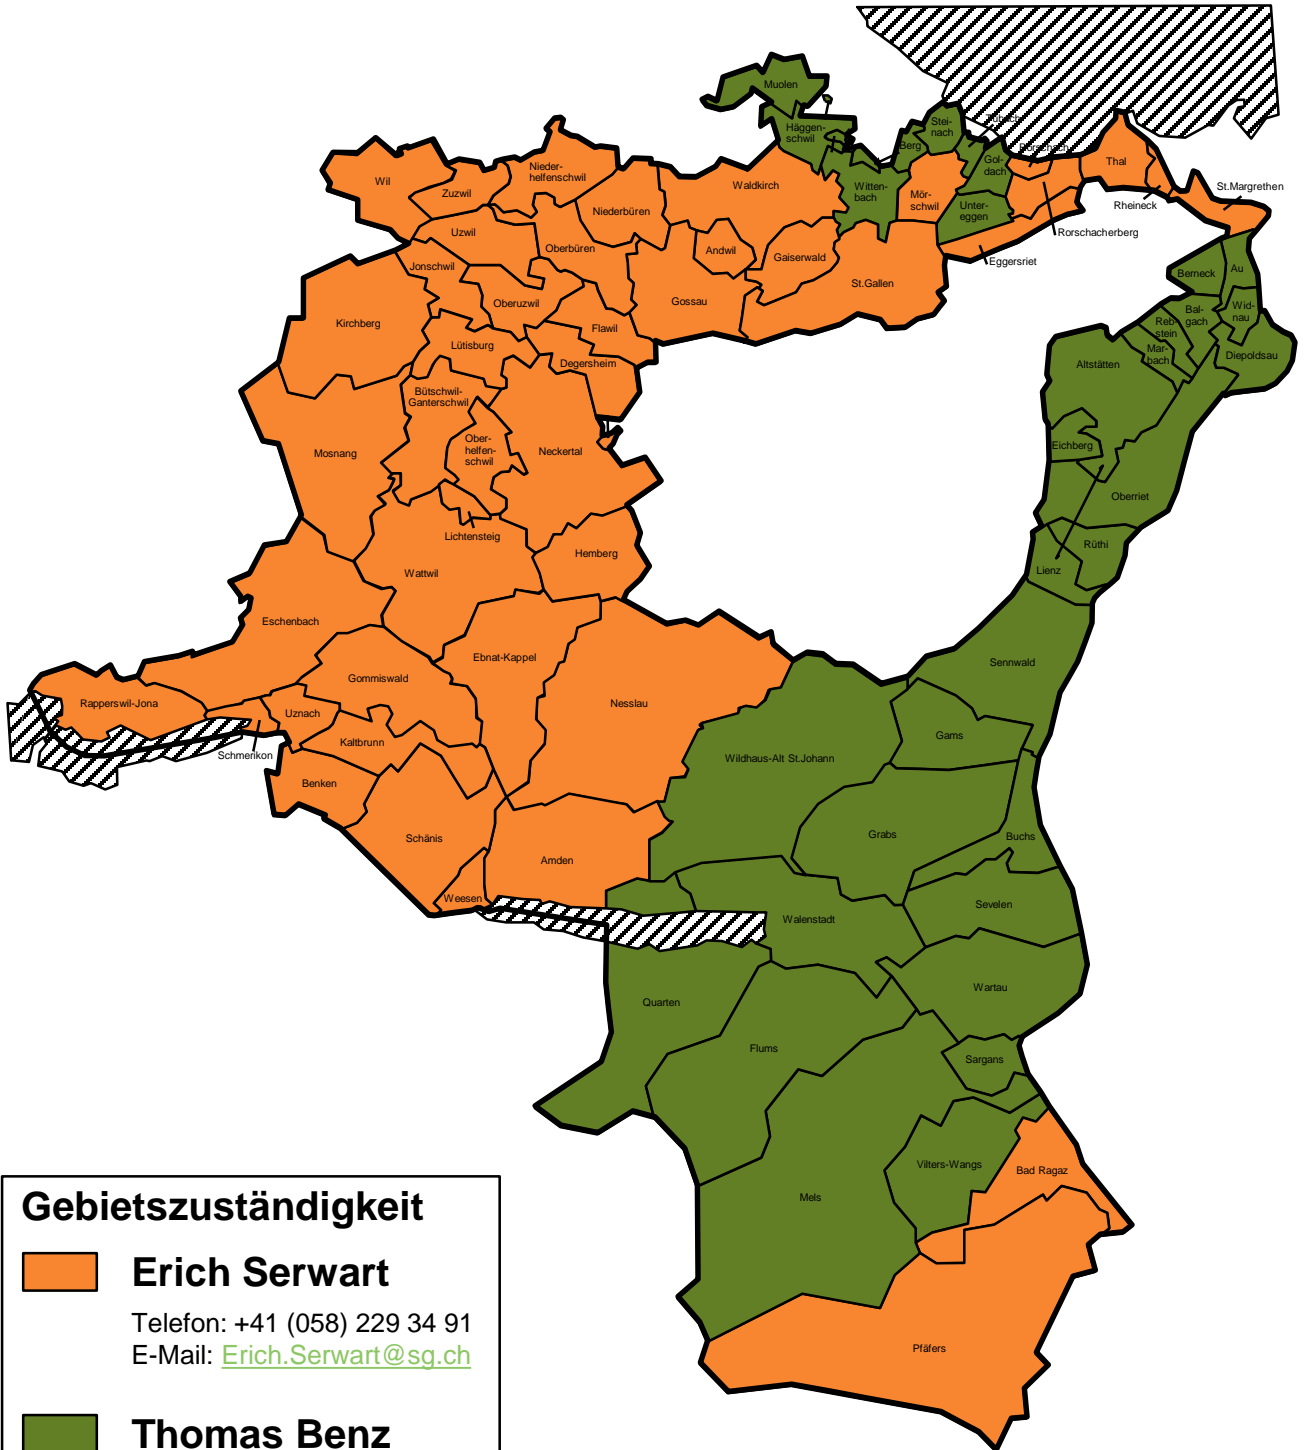 Muolen
Häggen-
schwil
Stei-
nach
Tübach
Berg
Gol-
dach
Rorschach
Thal
Wil
Nieder-
helfenschwil
Zuzwil
Waldkirch
Witten-
bach
Mör-
schwil
Unter-
eggen
St.Margrethen
Rheineck
Niederbüren
Uzwil
Oberbüren
Andwil
Gaiserwald
Rorschacherberg
Eggersriet
Jonschwil
St.Gallen
Berneck
Au
Oberuzwil
Gossau
Wid-
nau
Bal-
gach
Reb-
stein
Kirchberg
Flawil
Lütisburg
Mar-
bach
Diepoldsau
Degersheim
Altstätten
Bütschwil-
Ganterschwil
Ober-
helfen-
schwil
Neckertal
Mosnang
Eichberg
Oberriet
Lichtensteig
Hemberg
Rüthi
Lienz
Wattwil
Eschenbach
Ebnat-Kappel
Sennwald
Gommiswald
Rapperswil-Jona
Uznach
Nesslau
Gams
Kaltbrunn
Schmerikon
Wildhaus-Alt St.Johann
Benken
Schänis
Grabs
Buchs
Amden
Weesen
Sevelen
Walenstadt
Wartau
Quarten
Flums
Sargans
Vilters-Wangs
Bad Ragaz
Mels
Pfäfers
Gebietszuständigkeit
Erich Serwart
Telefon: +41 (058) 229 34 91
E-Mail: Erich.Serwart@sg.ch
Thomas Benz